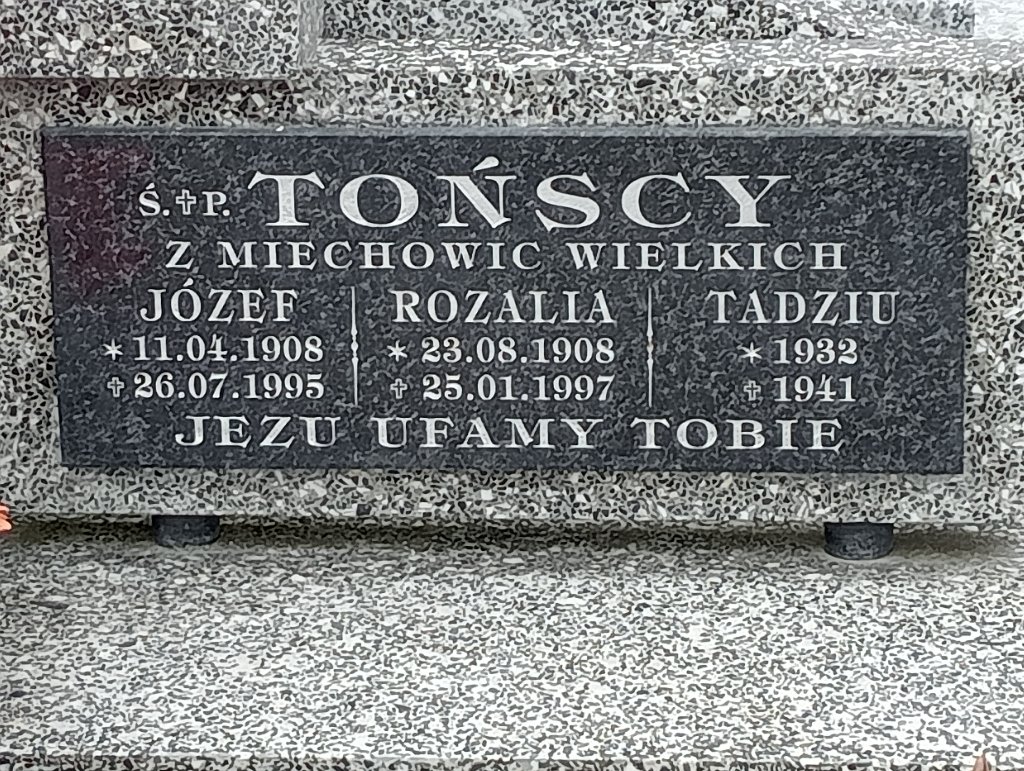 Ś.✝P. TOŃSCY
Z MIECHOWIC WIELKICH
JÓZEF ROZALIA TADZIU
* 11.04.1908 * 23.08.1908 * 1932
✝ 26.07.1995 ✝ 25.01.1997 ✝ 1941
JEZU UFAMY TOBIE